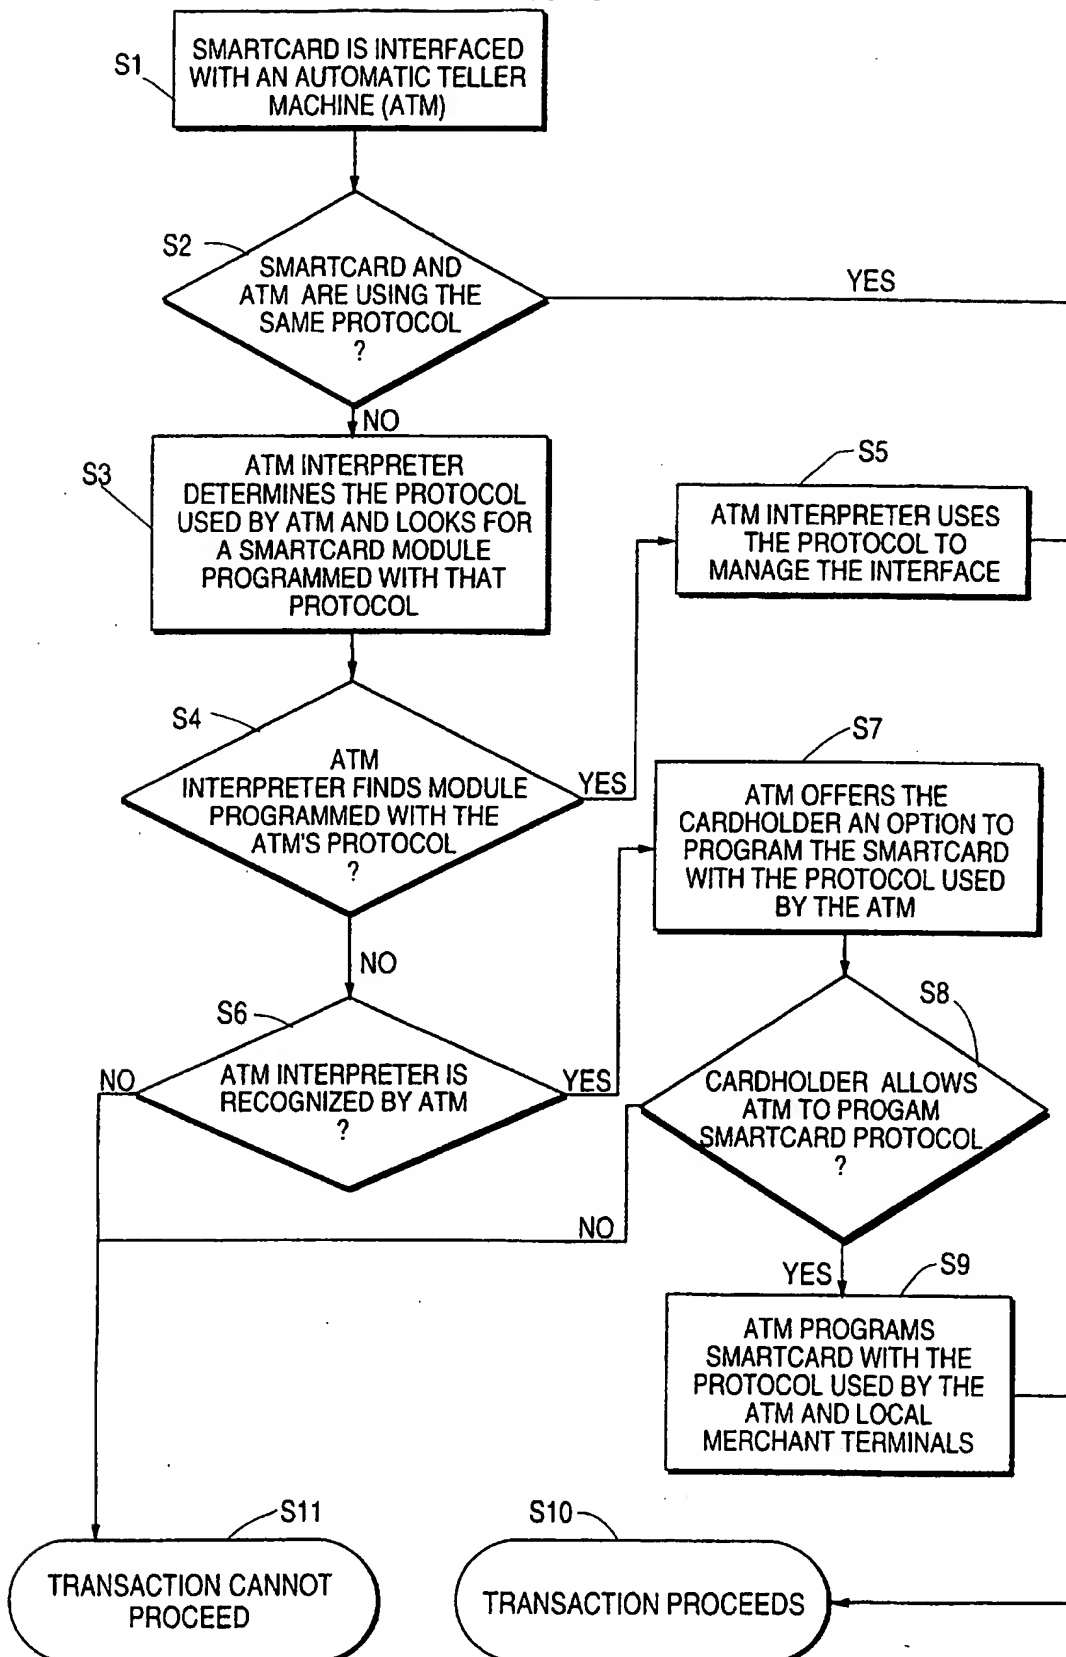 SMARTCARD IS INTERFACED
WITH AN AUTOMATIC TELLER
MACHINE (ATM)
S1
S2
SMARTCARD AND
ATM ARE USING THE
SAME PROTOCOL
?
YES
NO
S3
ATM INTERPRETER
DETERMINES THE PROTOCOL
USED BY ATM AND LOOKS FOR
A SMARTCARD MODULE
PROGRAMMED WITH THAT
PROTOCOL
S5
ATM INTERPRETER USES
THE PROTOCOL TO
MANAGE THE INTERFACE
S4
ATM
INTERPRETER FINDS MODULE
PROGRAMMED WITH THE
ATM'S PROTOCOL
?
YES
NO
S7
ATM OFFERS THE
CARDHOLDER AN OPTION TO
PROGRAM THE SMARTCARD
WITH THE PROTOCOL USED
BY THE ATM
S6
ATM INTERPRETER IS
RECOGNIZED BY ATM
?
NO
YES
S8
CARDHOLDER ALLOWS
ATM TO PROGAM
SMARTCARD PROTOCOL
?
NO
YES
S9
ATM PROGRAMS
SMARTCARD WITH THE
PROTOCOL USED BY THE
ATM AND LOCAL
MERCHANT TERMINALS
S11
TRANSACTION CANNOT
PROCEED
S10
TRANSACTION PROCEEDS